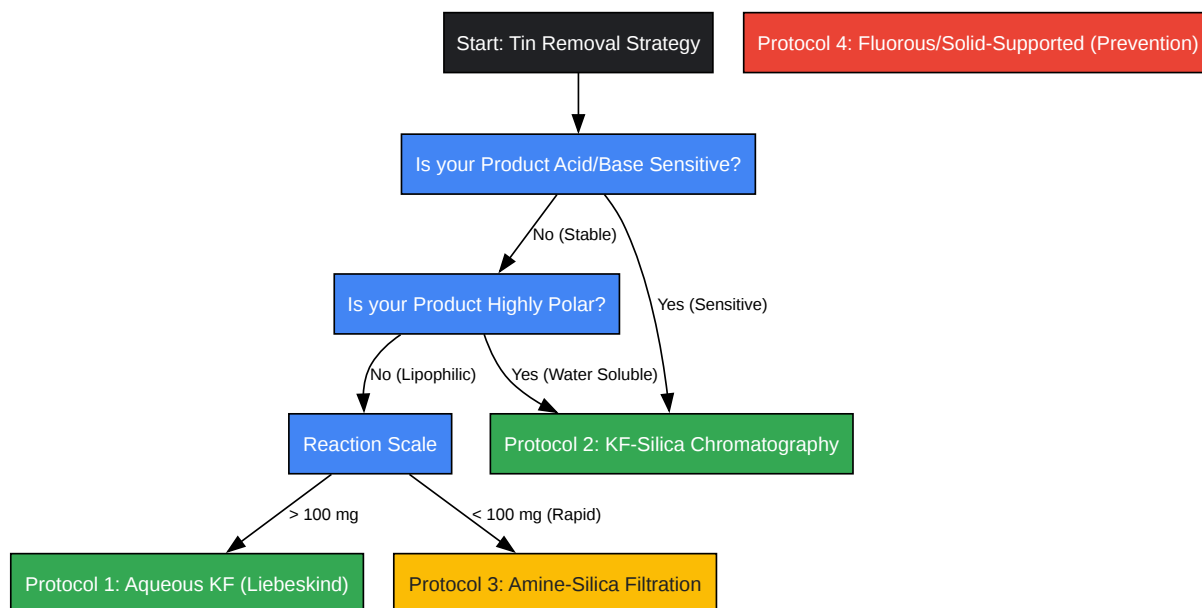 Start: Tin Removal Strategy
Protocol 4: Fluorous/Solid-Supported (Prevention)
Is your Product Acid/Base Sensitive?
No (Stable)
Is your Product Highly Polar?
Yes (Sensitive)
No (Lipophilic)
Yes (Water Soluble)
Reaction Scale
Protocol 2: KF-Silica Chromatography
> 100 mg
< 100 mg (Rapid)
Protocol 1: Aqueous KF (Liebeskind)
Protocol 3: Amine-Silica Filtration